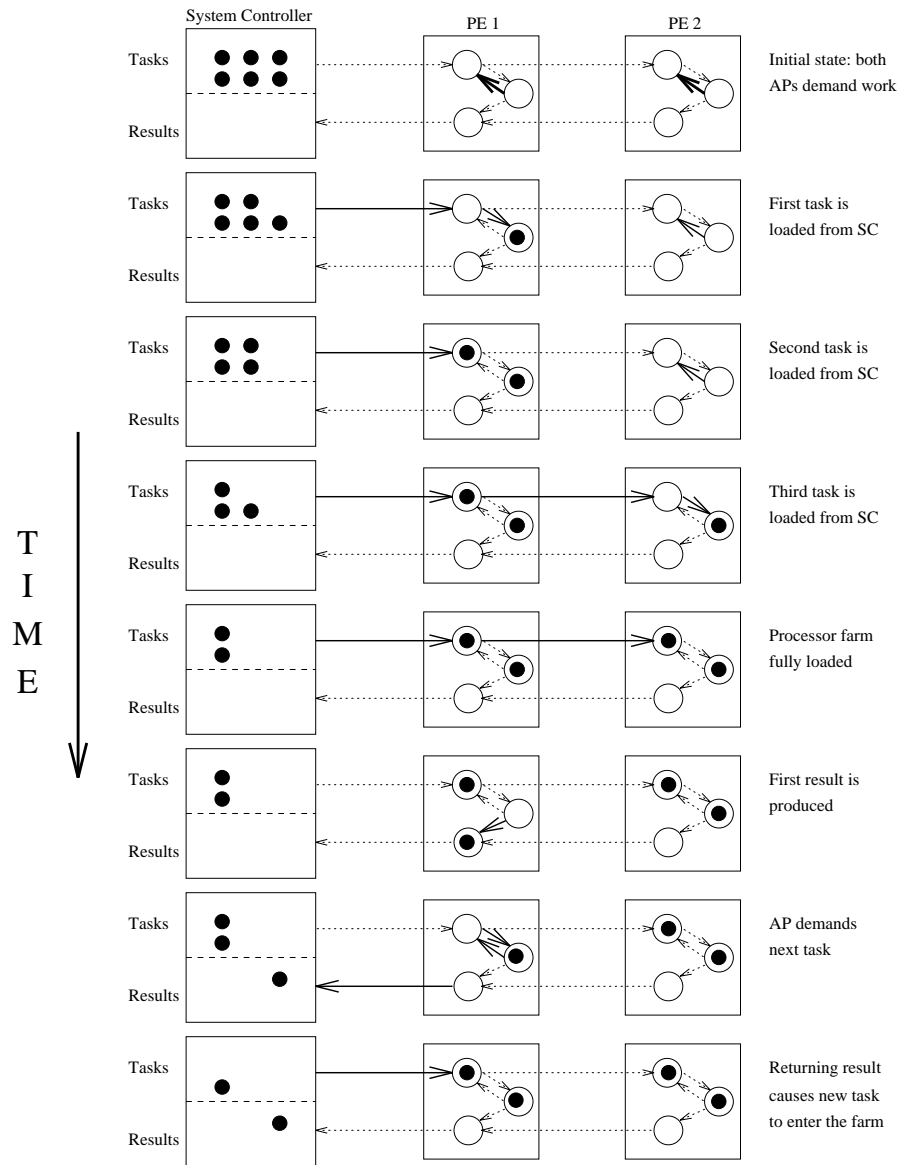 System Controller
PE 1
PE 2
Tasks
Results
Initial state: both
APs demand work
Tasks
Results
First task is
loaded from SC
Tasks
Results
Second task is
loaded from SC
Tasks
Results
Third task is
loaded from SC
T
I
M
E
Tasks
Results
Processor farm
fully loaded
Tasks
Results
First result is
produced
Tasks
Results
AP demands
next task
Tasks
Results
Returning result
causes new task
to enter the farm